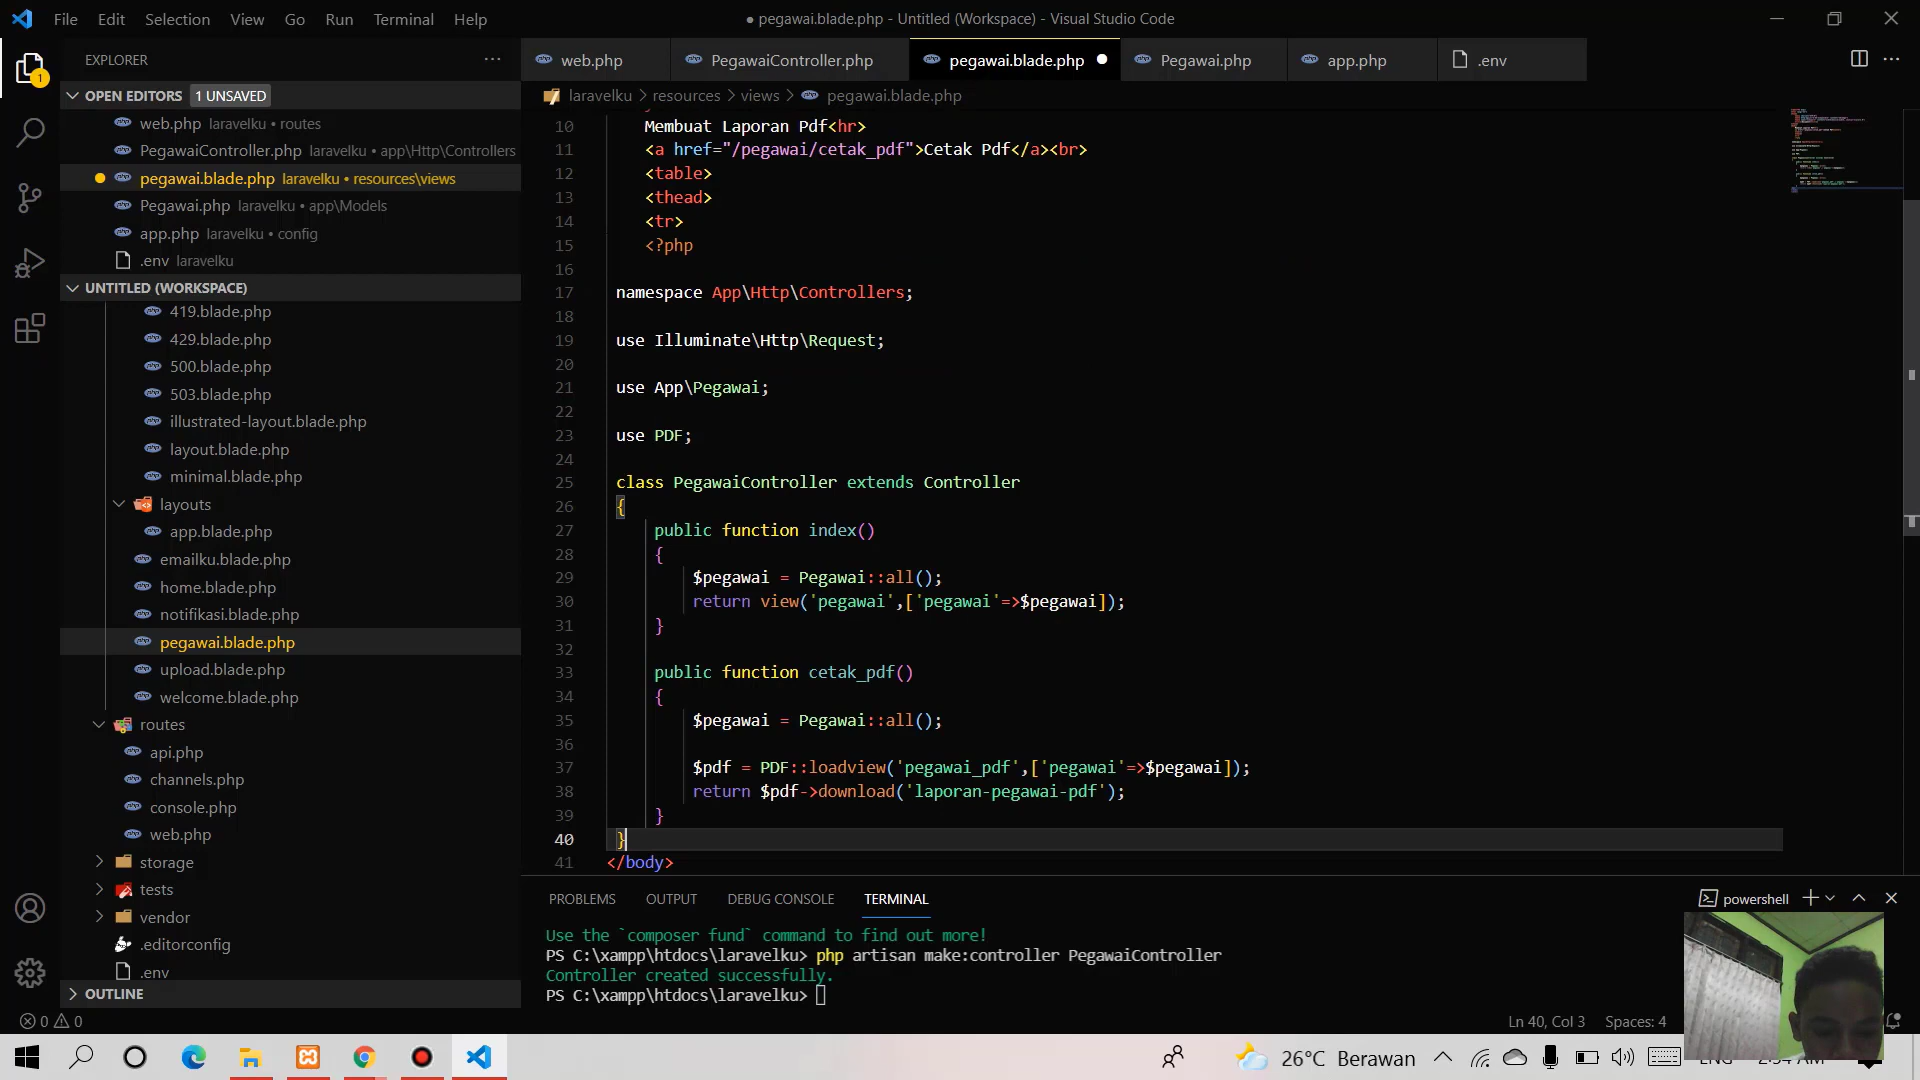 File Edit Selection View Go Run Terminal Help
● pegawai.blade.php - Untitled (Workspace) - Visual Studio Code
EXPLORER
web.php
PegawaiController.php
pegawai.blade.php
Pegawai.php
app.php
.env
1
OPEN EDITORS 1 UNSAVED
web.php laravelku • routes
PegawaiController.php laravelku • app\Http\Controllers
pegawai.blade.php laravelku • resources\views
Pegawai.php laravelku • app\Models
app.php laravelku • config
.env laravelku
UNTITLED (WORKSPACE)
419.blade.php
429.blade.php
500.blade.php
503.blade.php
illustrated-layout.blade.php
layout.blade.php
minimal.blade.php
layouts
app.blade.php
emailku.blade.php
home.blade.php
notifikasi.blade.php
pegawai.blade.php
upload.blade.php
welcome.blade.php
routes
api.php
channels.php
console.php
web.php
storage
tests
vendor
.editorconfig
.env
OUTLINE
laravelku > resources > views > pegawai.blade.php
10 Membuat Laporan Pdf<hr>
11 <a href="/pegawai/cetak_pdf">Cetak Pdf</a><br>
12 <table>
13 <thead>
14 <tr>
15 <?php
16
17 namespace App\Http\Controllers;
18
19 use Illuminate\Http\Request;
20
21 use App\Pegawai;
22
23 use PDF;
24
25 class PegawaiController extends Controller
26 {
27 public function index()
28 {
29 $pegawai = Pegawai::all();
30 return view('pegawai',['pegawai'=>$pegawai]);
31 }
32
33 public function cetak_pdf()
34 {
35 $pegawai = Pegawai::all();
36
37 $pdf = PDF::loadview('pegawai_pdf',['pegawai'=>$pegawai]);
38 return $pdf->download('laporan-pegawai-pdf');
39 }
40 }
41 </body>
PROBLEMS OUTPUT DEBUG CONSOLE TERMINAL
powershell
Use the `composer fund` command to find out more!
PS C:\xampp\htdocs\laravelku> php artisan make:controller PegawaiController
Controller created successfully.
PS C:\xampp\htdocs\laravelku>
0 0
Ln 40, Col 3 Spaces: 4
26°C Berawan